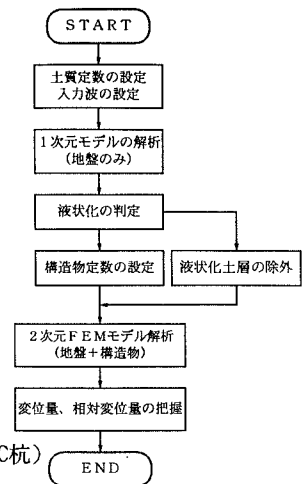 START
土質定数の設定
入力波の設定
1次元モデルの解析
(地盤のみ)
液状化の判定
構造物定数の設定
液状化土層の除外
2次元FEMモデル解析
(地盤+構造物)
変位量、相対変位量の把握
C杭)
END